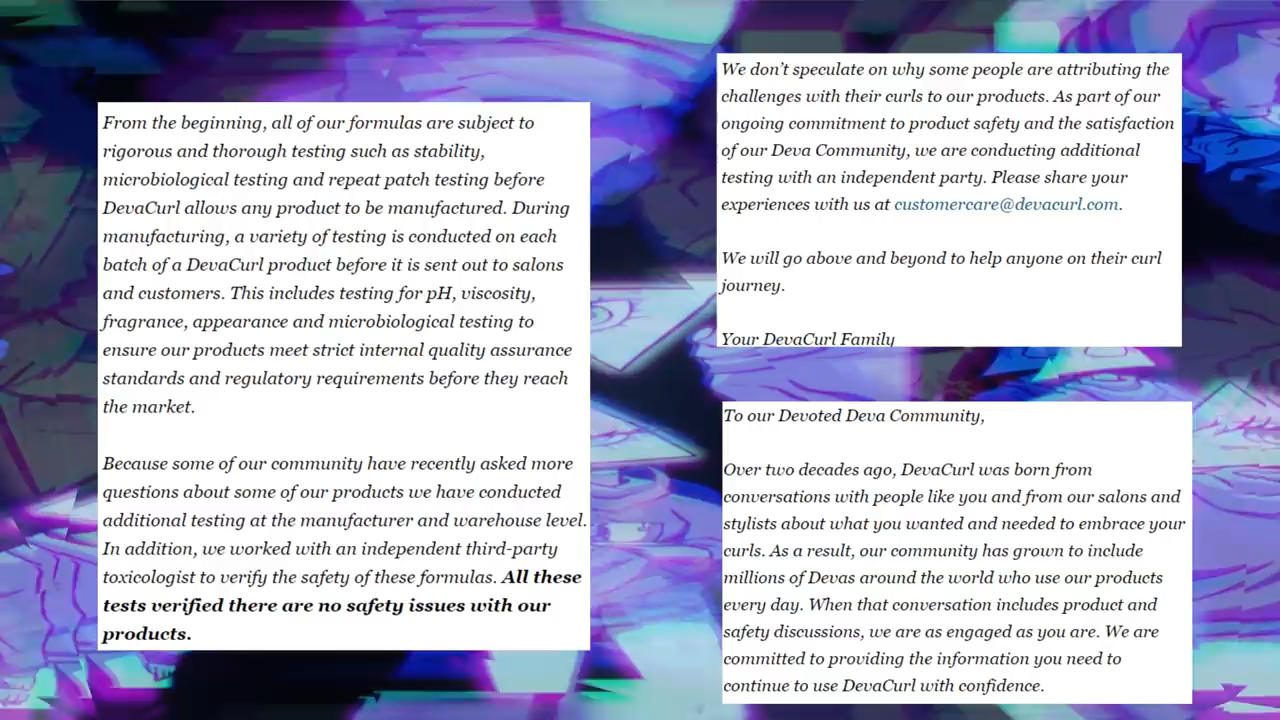 From the beginning, all of our formulas are subject to
rigorous and thorough testing such as stability,
microbiological testing and repeat patch testing before
DevaCurl allows any product to be manufactured. During
manufacturing, a variety of testing is conducted on each
batch of a DevaCurl product before it is sent out to salons
and customers. This includes testing for pH, viscosity,
fragrance, appearance and microbiological testing to
ensure our products meet strict internal quality assurance
standards and regulatory requirements before they reach
the market.
Because some of our community have recently asked more
questions about some of our products we have conducted
additional testing at the manufacturer and warehouse level.
In addition, we worked with an independent third-party
toxicologist to verify the safety of these formulas. All these
tests verified there are no safety issues with our
products.
We don't speculate on why some people are attributing the
challenges with their curls to our products. As part of our
ongoing commitment to product safety and the satisfaction
of our Deva Community, we are conducting additional
testing with an independent party. Please share your
experiences with us at customercare@devacurl.com.
We will go above and beyond to help anyone on their curl
journey.
Your DevaCurl Family
To our Devoted Deva Community,
Over two decades ago, DevaCurl was born from
conversations with people like you and from our salons and
stylists about what you wanted and needed to embrace your
curls. As a result, our community has grown to include
millions of Devas around the world who use our products
every day. When that conversation includes product and
safety discussions, we are as engaged as you are. We are
committed to providing the information you need to
continue to use DevaCurl with confidence.